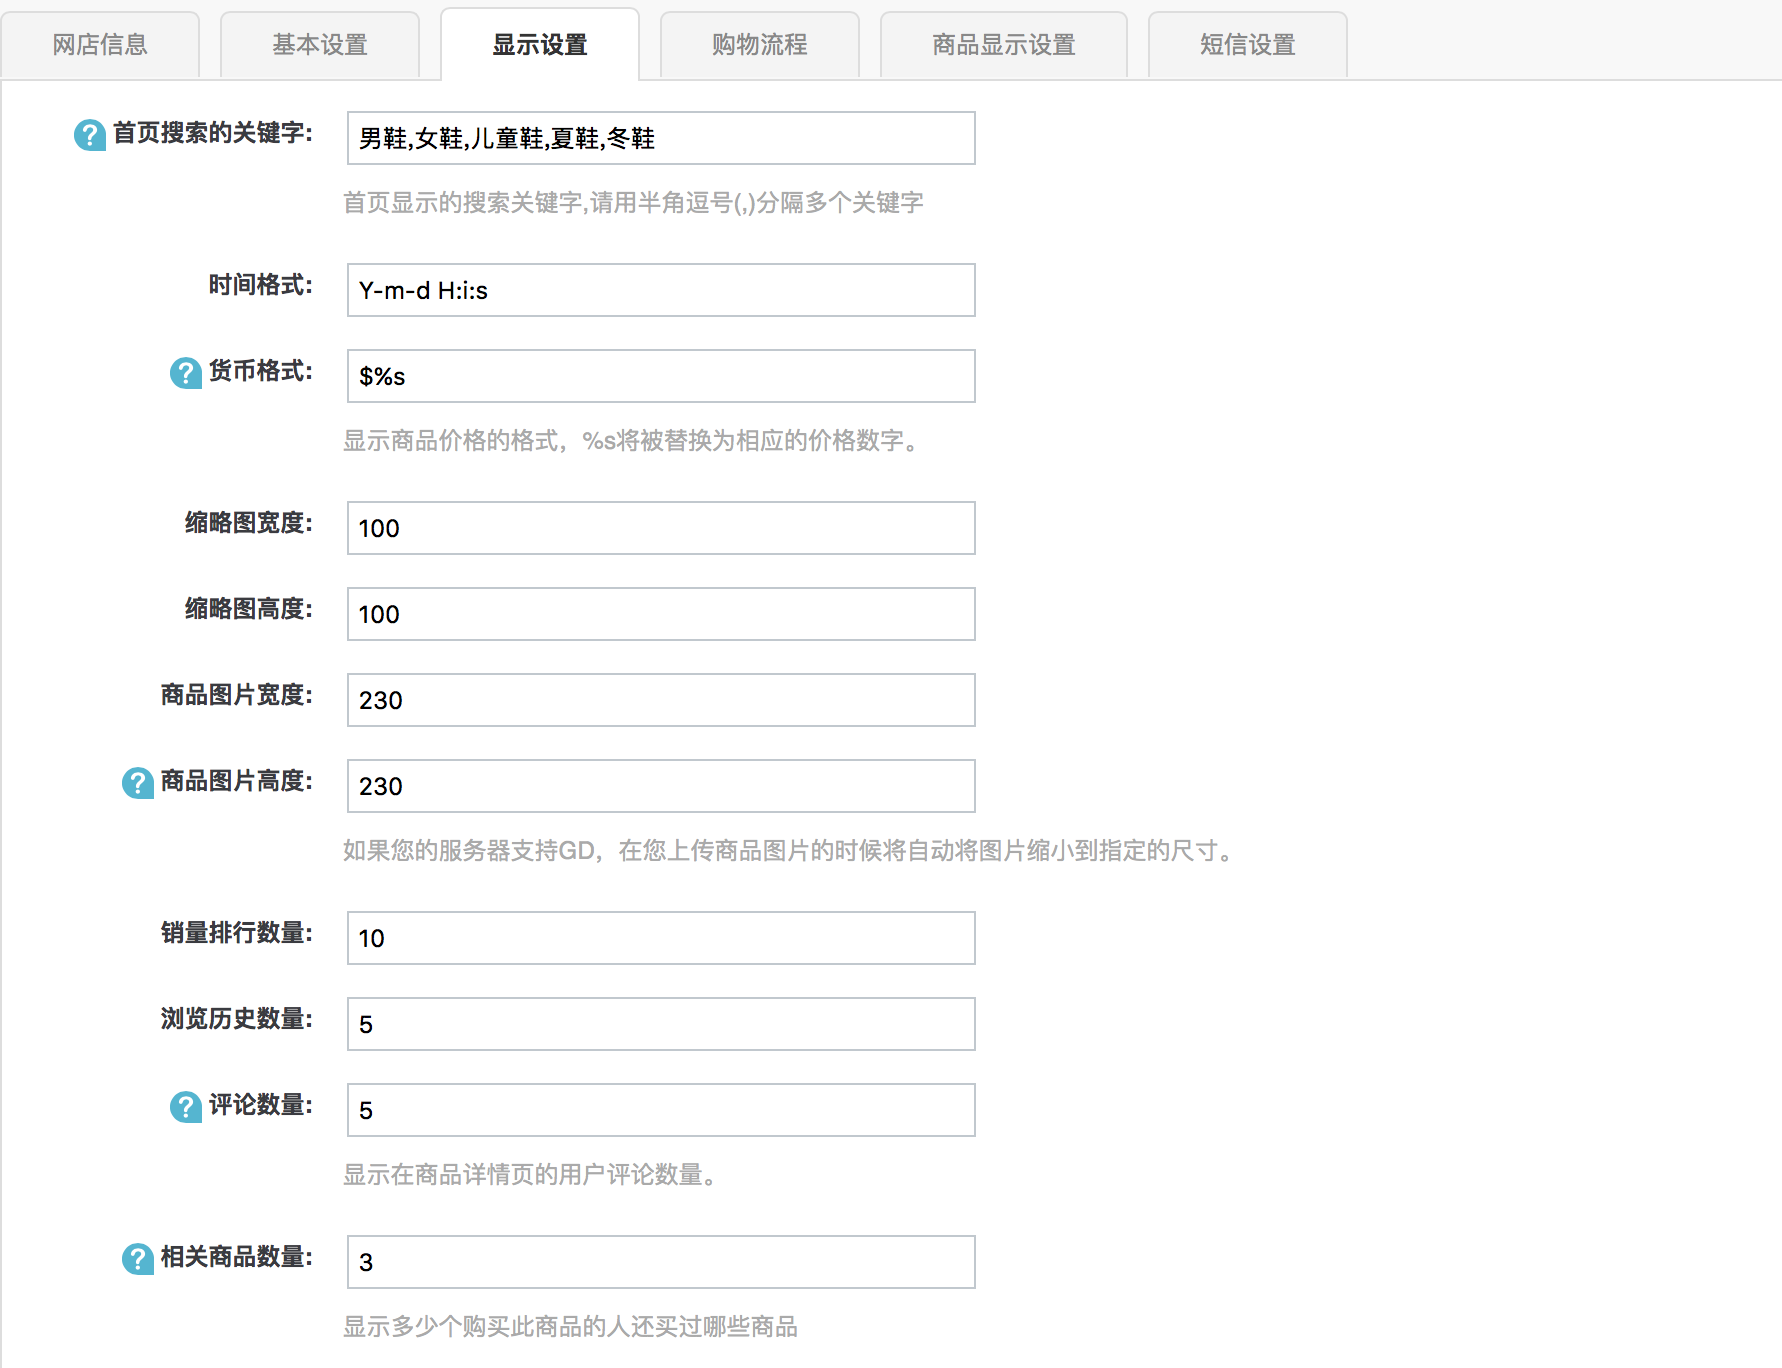 网店信息 基本设置 显示设置 购物流程 商品显示设置 短信设置
? 首页搜索的关键字: 男鞋,女鞋,儿童鞋,夏鞋,冬鞋
首页显示的搜索关键字,请用半角逗号(,)分隔多个关键字
时间格式: Y-m-d H:i:s
? 货币格式: $%s
显示商品价格的格式，%s将被替换为相应的价格数字。
缩略图宽度: 100
缩略图高度: 100
商品图片宽度: 230
? 商品图片高度: 230
如果您的服务器支持GD，在您上传商品图片的时候将自动将图片缩小到指定的尺寸。
销量排行数量: 10
浏览历史数量: 5
? 评论数量: 5
显示在商品详情页的用户评论数量。
? 相关商品数量: 3
显示多少个购买此商品的人还买过哪些商品